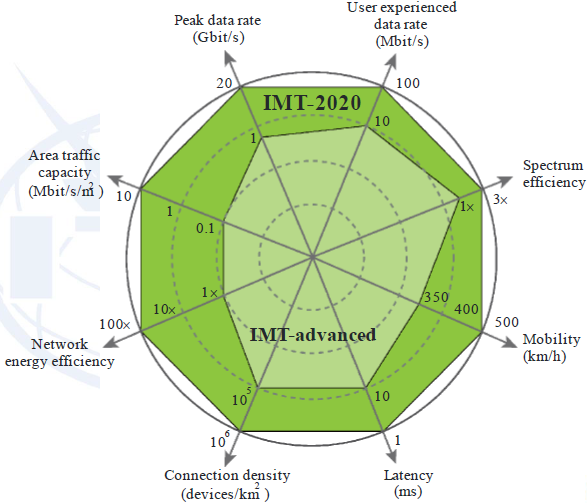 User experienced
data rate
(Mbit/s)
Peak data rate
(Gbit/s)
20
100
IMT-2020
10
1
Area traffic
capacity
(Mbit/s/m²)
Spectrum
efficiency
10
1
0.1
1×
3×
1×
10×
100×
350
400
500
Network
energy efficiency
IMT-advanced
Mobility
(km/h)
10⁵
10
10⁶
1
Connection density
(devices/km²)
Latency
(ms)